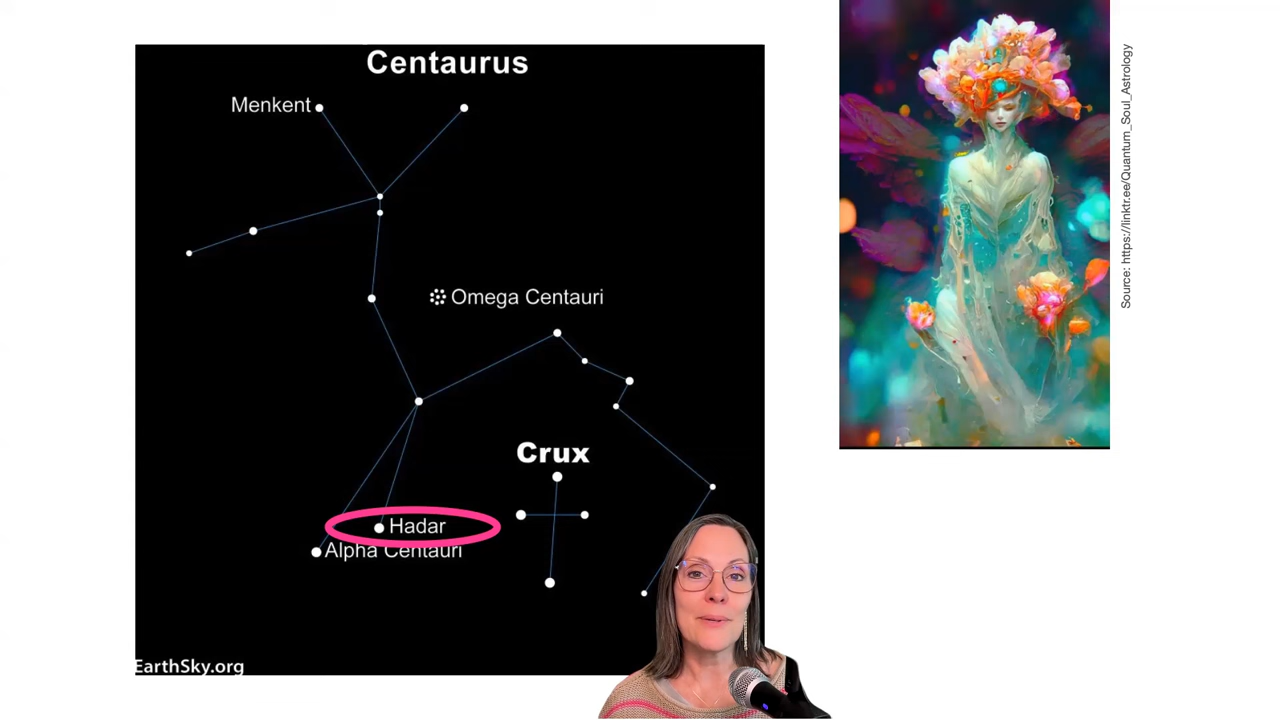 Centaurus
Menkent
Omega Centauri
Crux
Hadar
Alpha Centauri
EarthSky.org
Source: https://linktr.ee/Quantum_Soul_Astrology